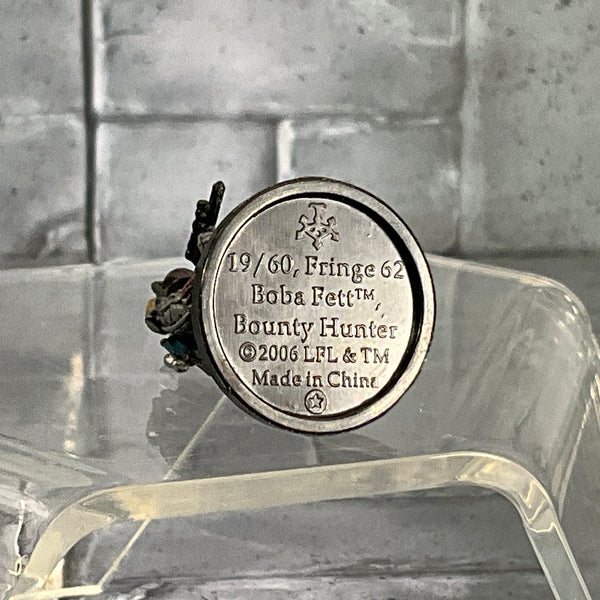 19/60, Fringe 62
Boba Fett™,
Bounty Hunter
©2006 LFL & TM
Made in China